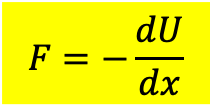 F = − dU/dx